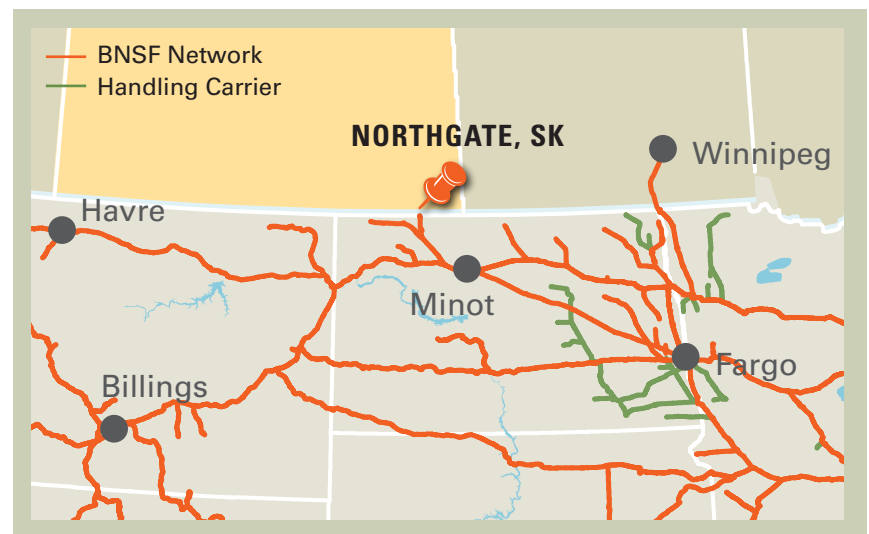 BNSF Network
Handling Carrier
NORTHGATE, SK
Winnipeg
Havre
Minot
Fargo
Billings